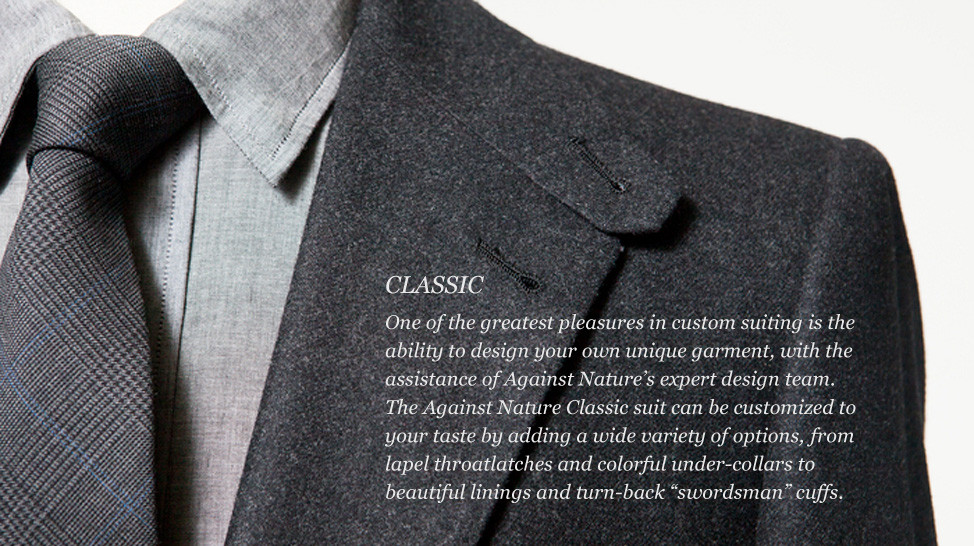 CLASSIC
One of the greatest pleasures in custom suiting is the
ability to design your own unique garment, with the
assistance of Against Nature’s expert design team.
The Against Nature Classic suit can be customized to
your taste by adding a wide variety of options, from
lapel throatlatches and colorful under-collars to
beautiful linings and turn-back “swordsman” cuffs.